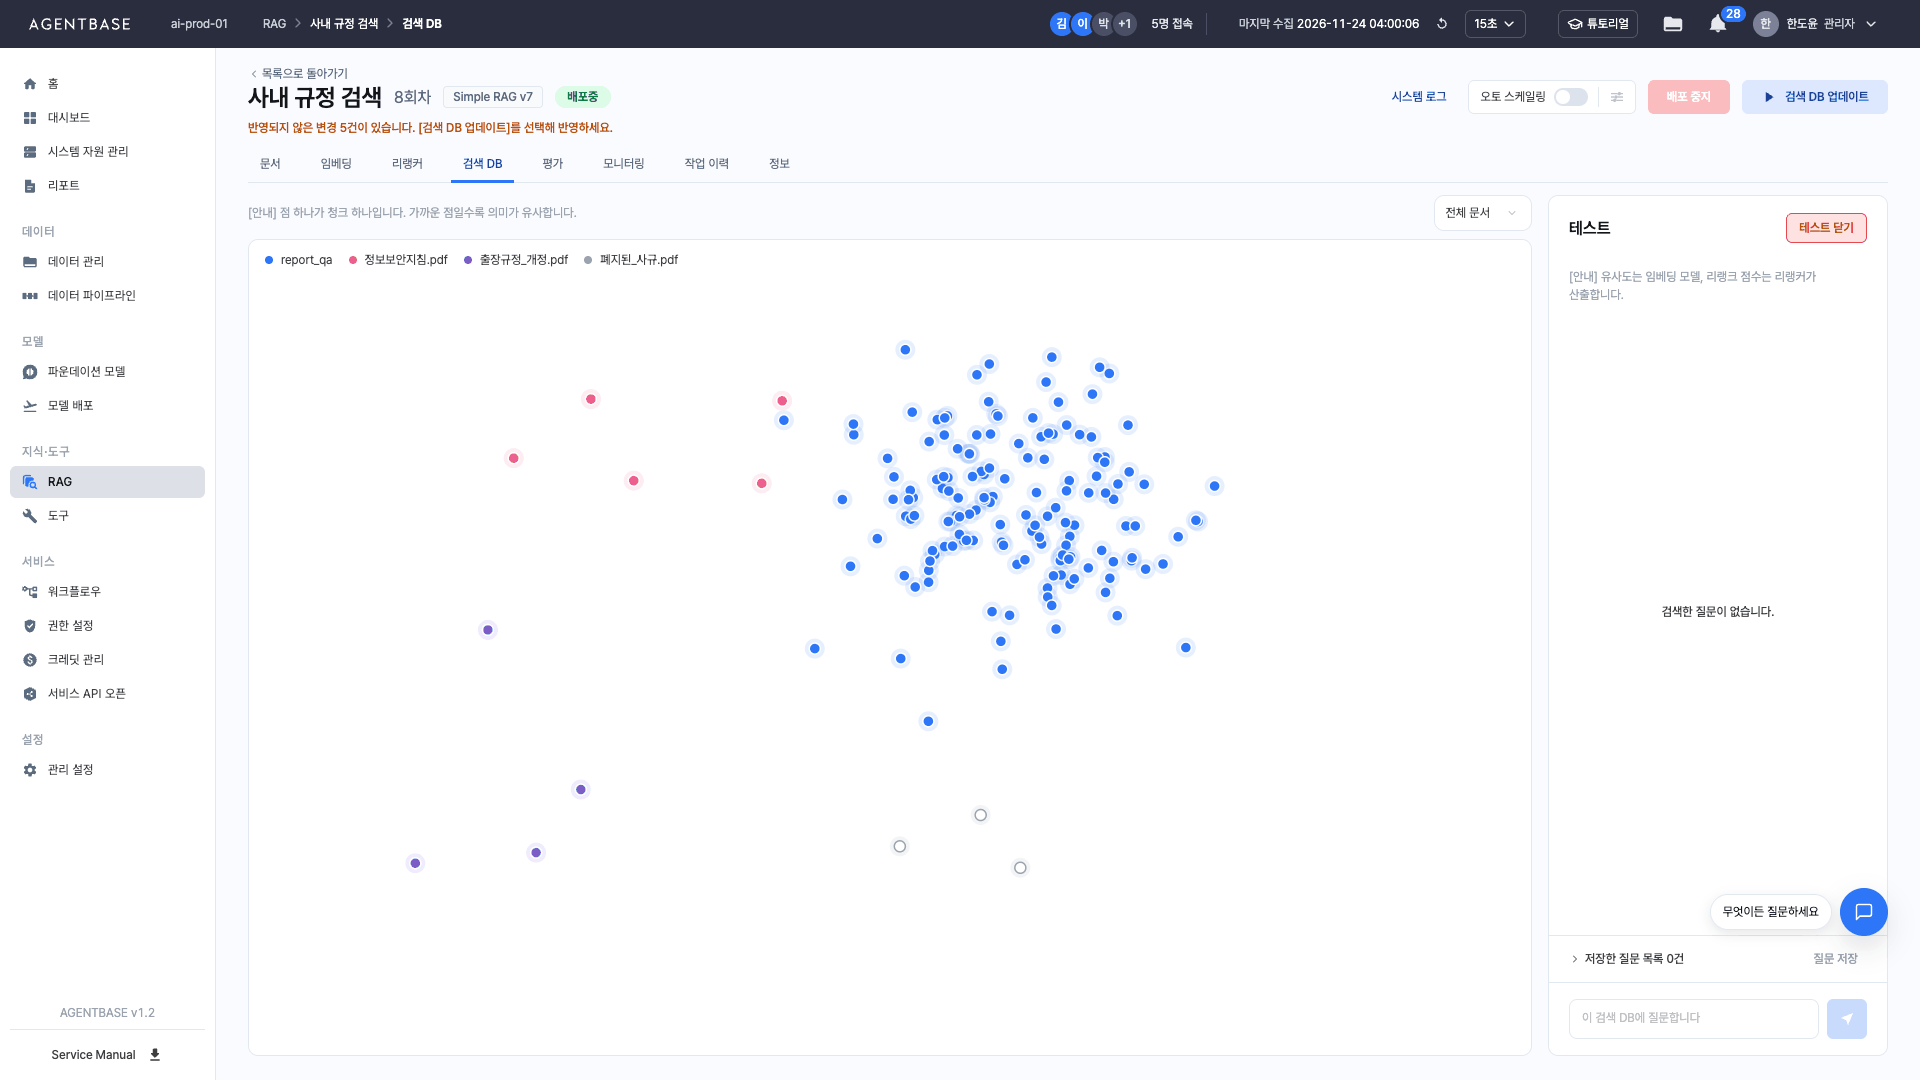 AGENTBASE
ai-prod-01
RAG
사내 규정 검색
검색 DB
김
이
박
+1
5명 접속
마지막 수집 2026-11-24 04:00:06
15초
튜토리얼
28
한
한도윤 관리자
홈
대시보드
시스템 자원 관리
리포트
데이터
데이터 관리
데이터 파이프라인
모델
파운데이션 모델
모델 배포
지식·도구
RAG
도구
서비스
워크플로우
권한 설정
크레딧 관리
서비스 API 오픈
설정
관리 설정
AGENTBASE v1.2
Service Manual
목록으로 돌아가기
사내 규정 검색
8회차
Simple RAG v7
배포중
반영되지 않은 변경 5건이 있습니다. [검색 DB 업데이트]를 선택해 반영하세요.
시스템 로그
오토 스케일링
배포 중지
검색 DB 업데이트
문서
임베딩
리랭커
검색 DB
평가
모니터링
작업 이력
정보
[안내] 점 하나가 청크 하나입니다. 가까운 점일수록 의미가 유사합니다.
전체 문서
report_qa
정보보안지침.pdf
출장규정_개정.pdf
폐지된_사규.pdf
테스트
테스트 닫기
[안내] 유사도는 임베딩 모델, 리랭크 점수는 리랭커가
산출합니다.
검색한 질문이 없습니다.
무엇이든 질문하세요
저장한 질문 목록 0건
질문 저장
이 검색 DB에 질문합니다